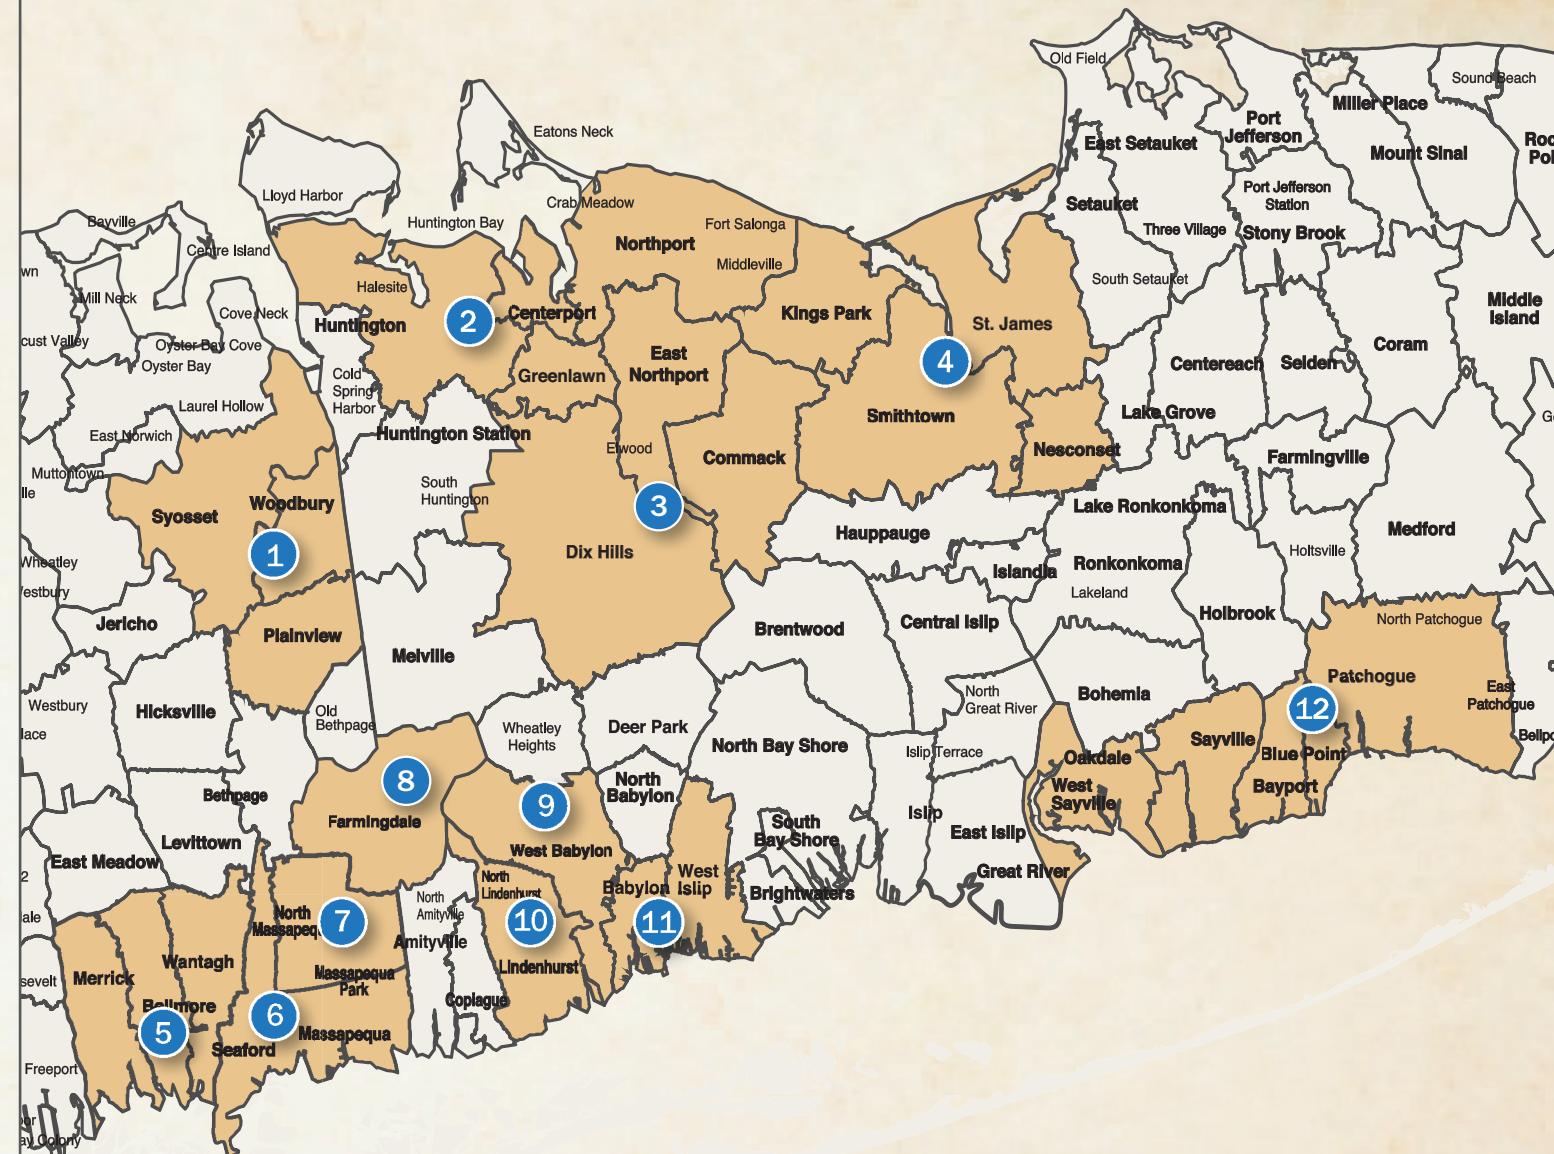 Old Field
Sound Beach
Miller Place
Port
Jefferson
Eatons Neck
East Setauket
Mount Sinai
Lloyd Harbor
Crab Meadow
Port Jefferson
Station
Setauket
Bayville
Huntington Bay
Fort Salonga
Three Village
Stony Brook
Northport
Centre Island
Middleville
South Setauket
Halesite
Mill Neck
Middle
Island
Cove Neck
Centerport
Kings Park
Huntington
2
St. James
Oyster Bay Cove
Coram
East
Northport
4
Centereach
Selden
Oyster Bay
Greenlawn
Cold
Spring
Harbor
Laurel Hollow
Smithtown
Lake Grove
East Norwich
Huntington Station
Elwood
Nesconset
Commack
Farmingville
Muttontown
South
Huntington
Woodbury
3
Lake Ronkonkoma
Syosset
Hauppauge
Medford
1
Dix Hills
Holtsville
Wheatley
Islandia
Ronkonkoma
Lakeland
Jericho
Holbrook
Central Islip
Brentwood
North Patchogue
Plainview
Melville
Patchogue
Bohemia
East
Patchogue
North
Great River
Westbury
Hicksville
Old
Bethpage
12
Wheatley
Heights
Deer Park
North Bay Shore
Sayville
Islip Terrace
Oakdale
Blue Point
8
North
Babylon
Bayport
West
Sayville
Bethpage
9
Islip
Farmingdale
South
Bay Shore
East Islip
Levittown
West Babylon
East Meadow
Great River
West
Islip
North
Lindenhurst
Babylon
Brightwaters
North
Amityville
North
7
10
11
Amityville
Wantagh
Lindenhurst
Merrick
Massapequa
Park
Copiague
Bellmore
6
5
Massapequa
Seaford
Freeport